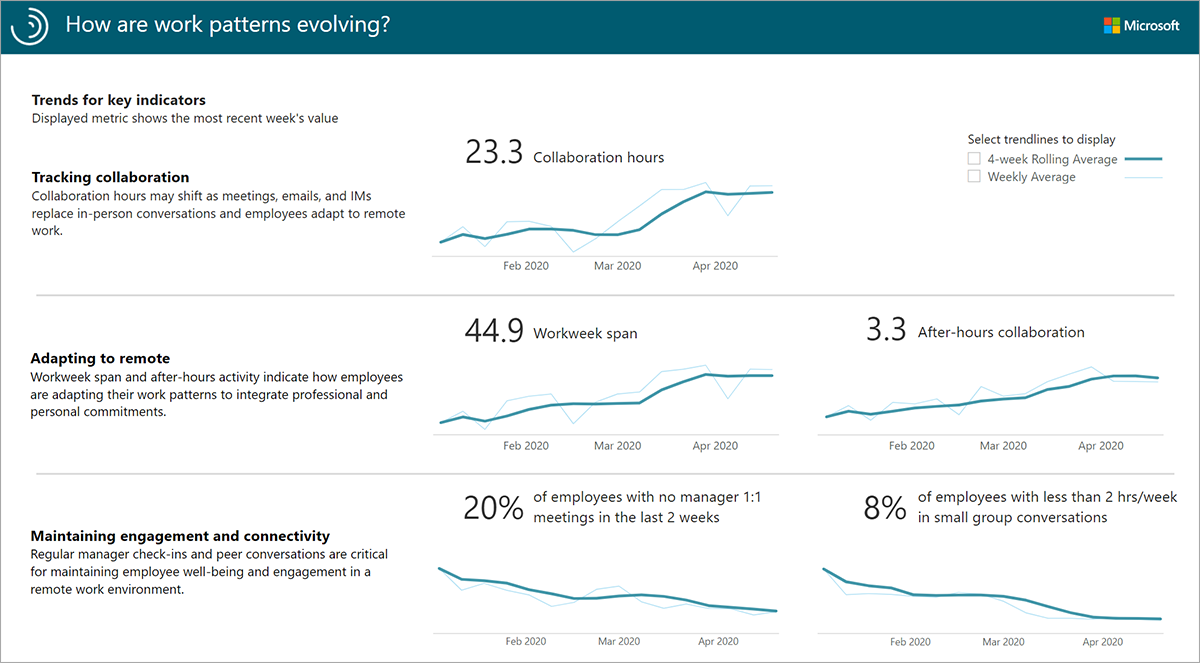 How are work patterns evolving?
Microsoft
Trends for key indicators
Displayed metric shows the most recent week's value
23.3 Collaboration hours
Select trendlines to display
4-week Rolling Average
Weekly Average
Tracking collaboration
Collaboration hours may shift as meetings, emails, and IMs
replace in-person conversations and employees adapt to remote
work.
Feb 2020 Mar 2020 Apr 2020
44.9 Workweek span
3.3 After-hours collaboration
Adapting to remote
Workweek span and after-hours activity indicate how employees
are adapting their work patterns to integrate professional and
personal commitments.
Feb 2020 Mar 2020 Apr 2020
Feb 2020 Mar 2020 Apr 2020
20% of employees with no manager 1:1
meetings in the last 2 weeks
8% of employees with less than 2 hrs/week
in small group conversations
Maintaining engagement and connectivity
Regular manager check-ins and peer conversations are critical
for maintaining employee well-being and engagement in a
remote work environment.
Feb 2020 Mar 2020 Apr 2020
Feb 2020 Mar 2020 Apr 2020